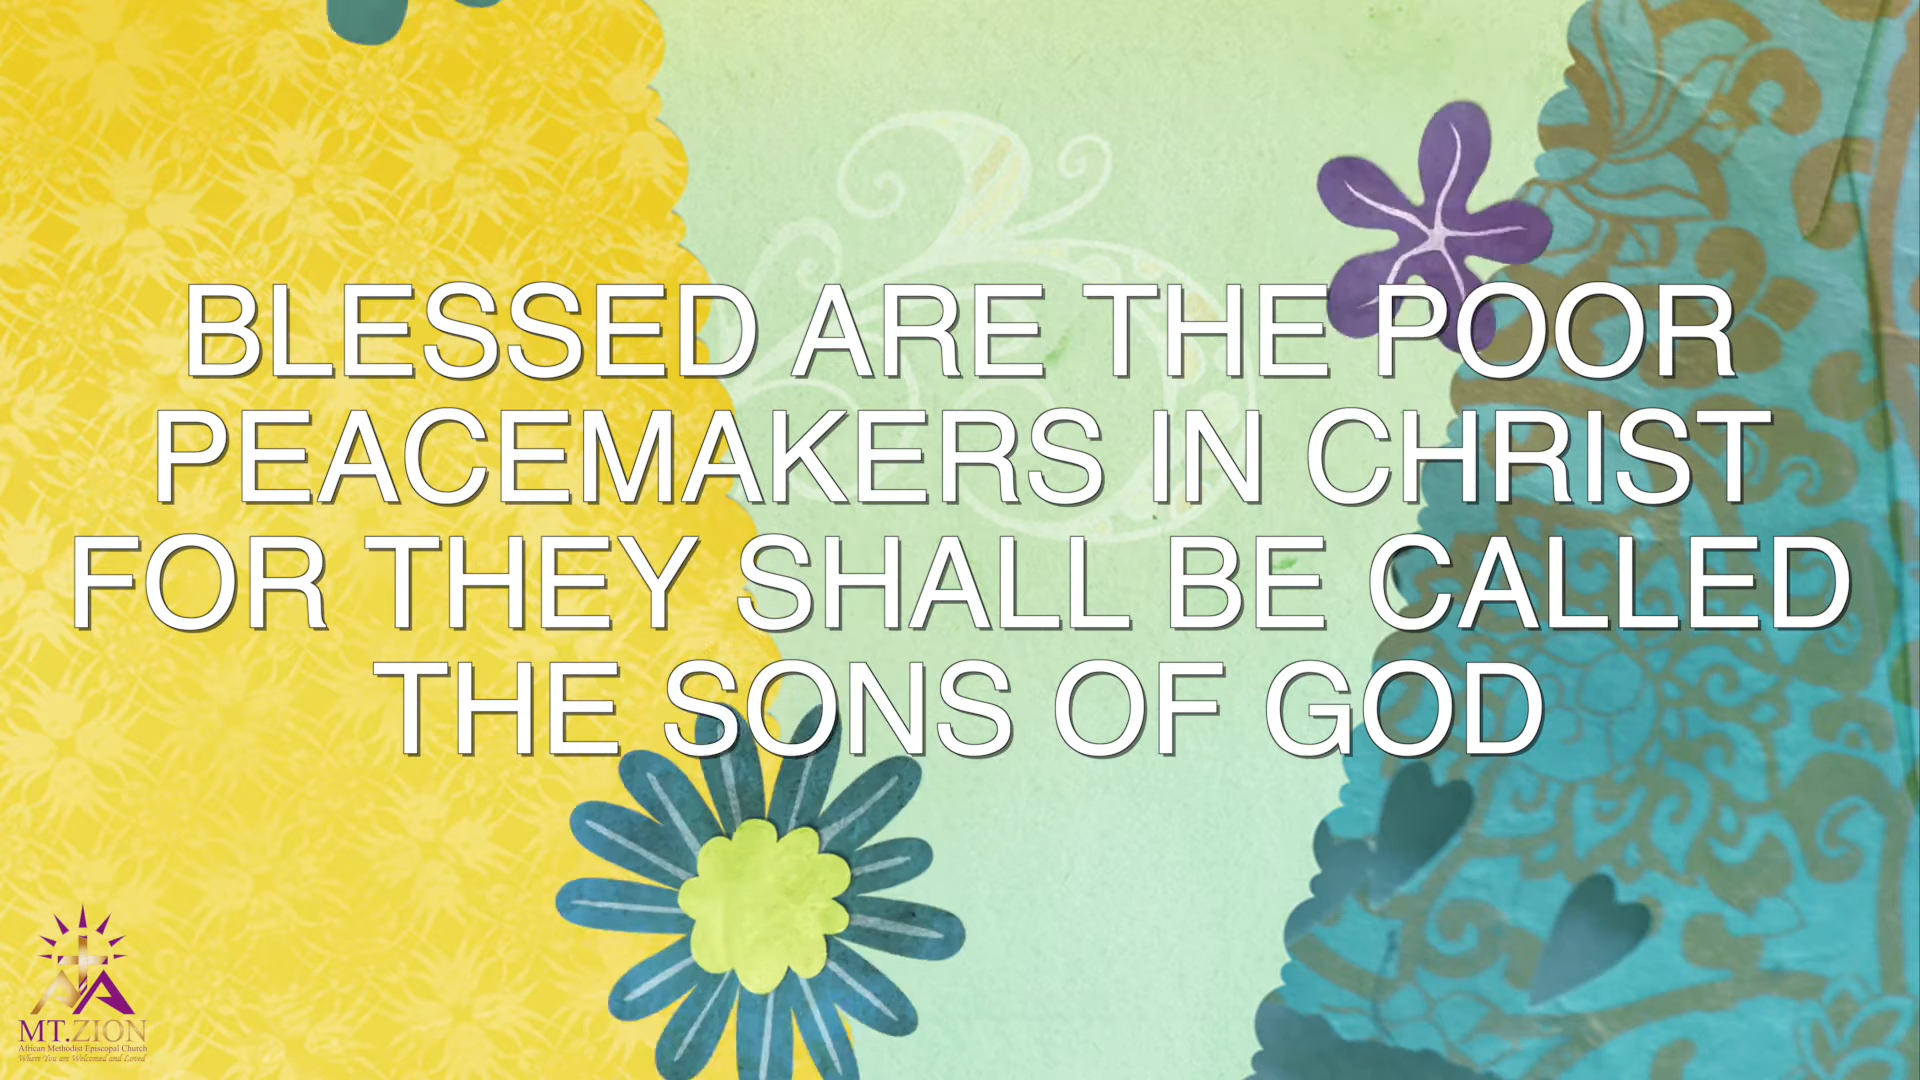 BLESSED ARE THE POOR
PEACEMAKERS IN CHRIST
FOR THEY SHALL BE CALLED
THE SONS OF GOD
MT.ZION
African Methodist Episcopal Church
Where You are Welcomed and Loved